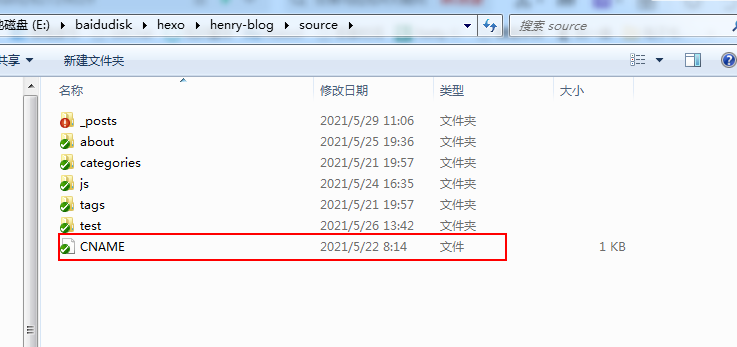 磁盘 (E:) ▸ baidudisk ▸ hexo ▸ henry-blog ▸ source ▸ 搜索 source
共享 新建文件夹
名称 修改日期 类型 大小
_posts 2021/5/29 11:06 文件夹
about 2021/5/25 19:36 文件夹
categories 2021/5/21 19:57 文件夹
js 2021/5/24 16:35 文件夹
tags 2021/5/21 19:57 文件夹
test 2021/5/26 13:42 文件夹
CNAME 2021/5/22 8:14 文件 1 KB